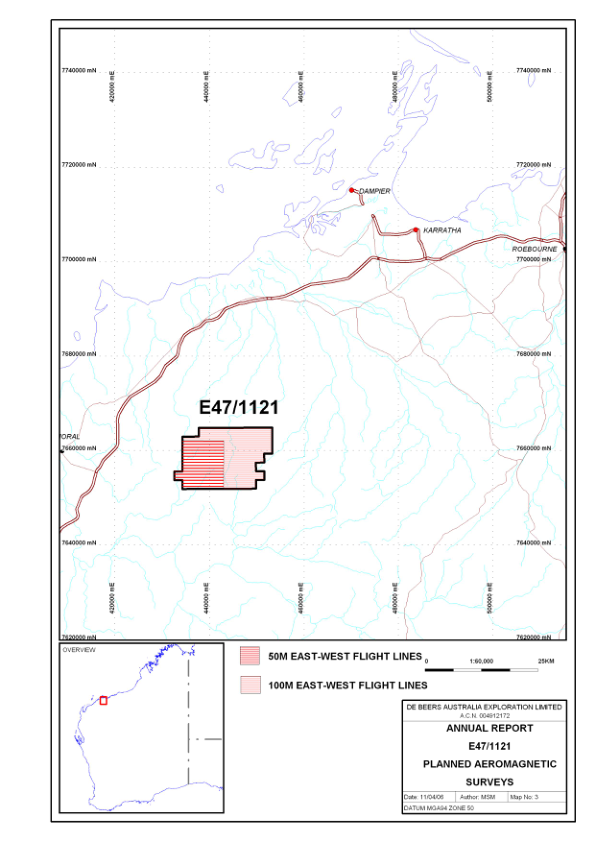 7740000 mN
7740000 mN
420000 mE
440000 mE
460000 mE
480000 mE
500000 mE
7720000 mN
7720000 mN
DAMPIER
KARRATHA
ROEBOURNE
7700000 mN
7700000 mN
7680000 mN
7680000 mN
E47/1121
ORAL
7660000 mN
7660000 mN
7640000 mN
7640000 mN
420000 mE
440000 mE
460000 mE
480000 mE
500000 mE
7620000 mN
7620000 mN
OVERVIEW
50M EAST-WEST FLIGHT LINES
0 1:60,000 25KM
100M EAST-WEST FLIGHT LINES
DE BEERS AUSTRALIA EXPLORATION LIMITED
A.C.N. 004912172
ANNUAL REPORT
E47/1121
PLANNED AEROMAGNETIC
SURVEYS
Date: 11/04/06 Author: MSM Map No: 3
DATUM MGA94 ZONE 50